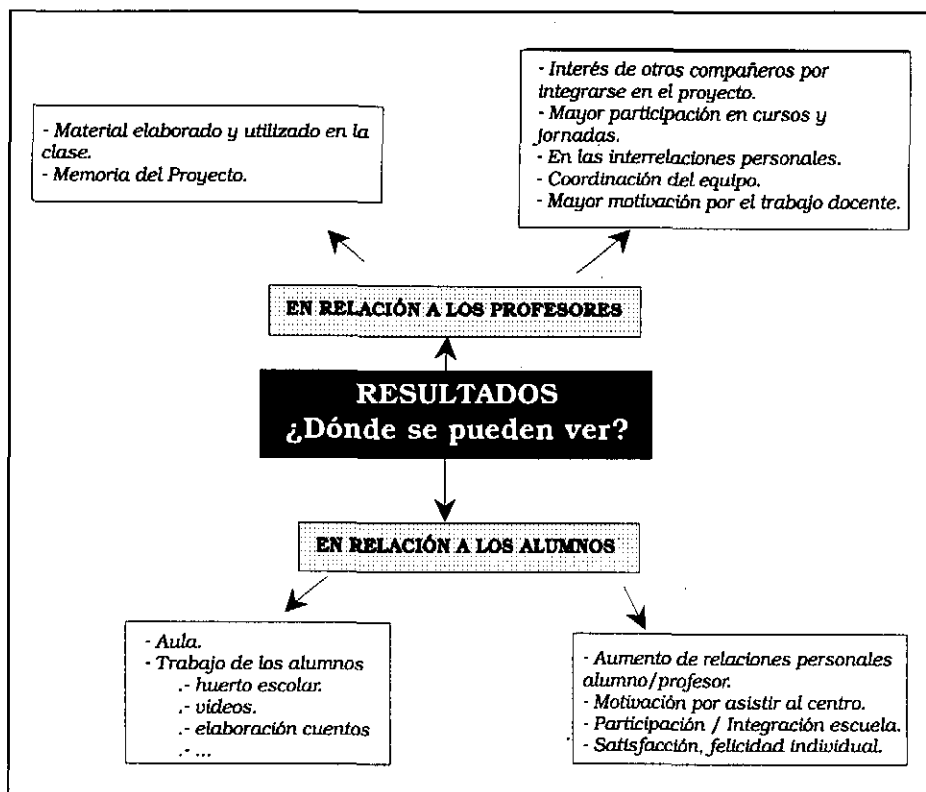 - Material elaborado y utilizado en la
clase.
- Memoria del Proyecto.
- Interés de otros compañeros por
integrarse en el proyecto.
- Mayor participación en cursos y
jornadas.
- En las interrelaciones personales.
- Coordinación del equipo.
- Mayor motivación por el trabajo docente.
EN RELACIÓN A LOS PROFESORES
RESULTADOS
¿Dónde se pueden ver?
EN RELACIÓN A LOS ALUMNOS
- Aula.
- Trabajo de los alumnos
.- huerto escolar.
.- videos.
.- elaboración cuentos
.- ...
- Aumento de relaciones personales
alumno/profesor.
- Motivación por asistir al centro.
- Participación / Integración escuela.
- Satisfacción, felicidad individual.